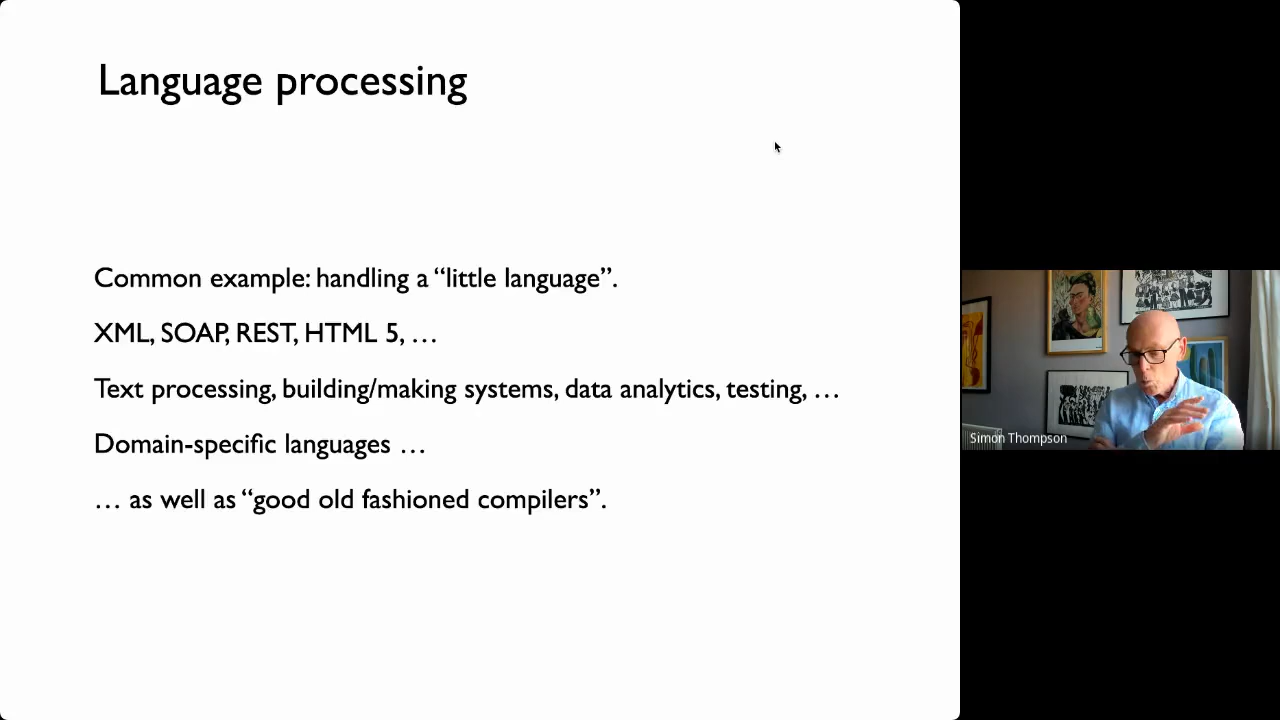 Language processing
Common example: handling a “little language”.
XML, SOAP, REST, HTML 5, …
Text processing, building/making systems, data analytics, testing, …
Domain-specific languages …
… as well as “good old fashioned compilers”.
Simon Thompson